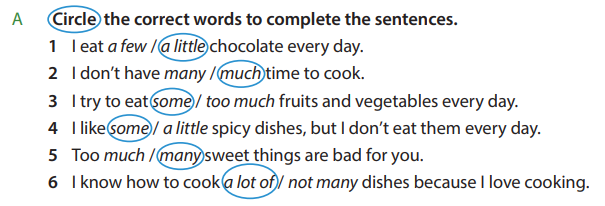 A Circle the correct words to complete the sentences.
1 I eat a few / a little chocolate every day.
2 I don't have many / much time to cook.
3 I try to eat some / too much fruits and vegetables every day.
4 I like some / a little spicy dishes, but I don't eat them every day.
5 Too much / many sweet things are bad for you.
6 I know how to cook a lot of / not many dishes because I love cooking.